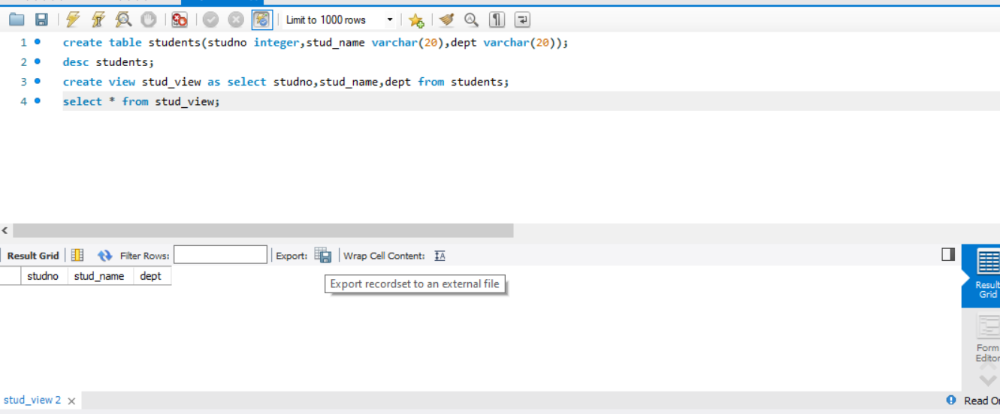 Limit to 1000 rows
1 create table students(studno integer,stud_name varchar(20),dept varchar(20));
2 desc students;
3 create view stud_view as select studno,stud_name,dept from students;
4 select * from stud_view;
Result Grid Filter Rows: Export: Wrap Cell Content:
studno stud_name dept
Export recordset to an external file
Result
Grid
Form
Editor
stud_view 2
Read